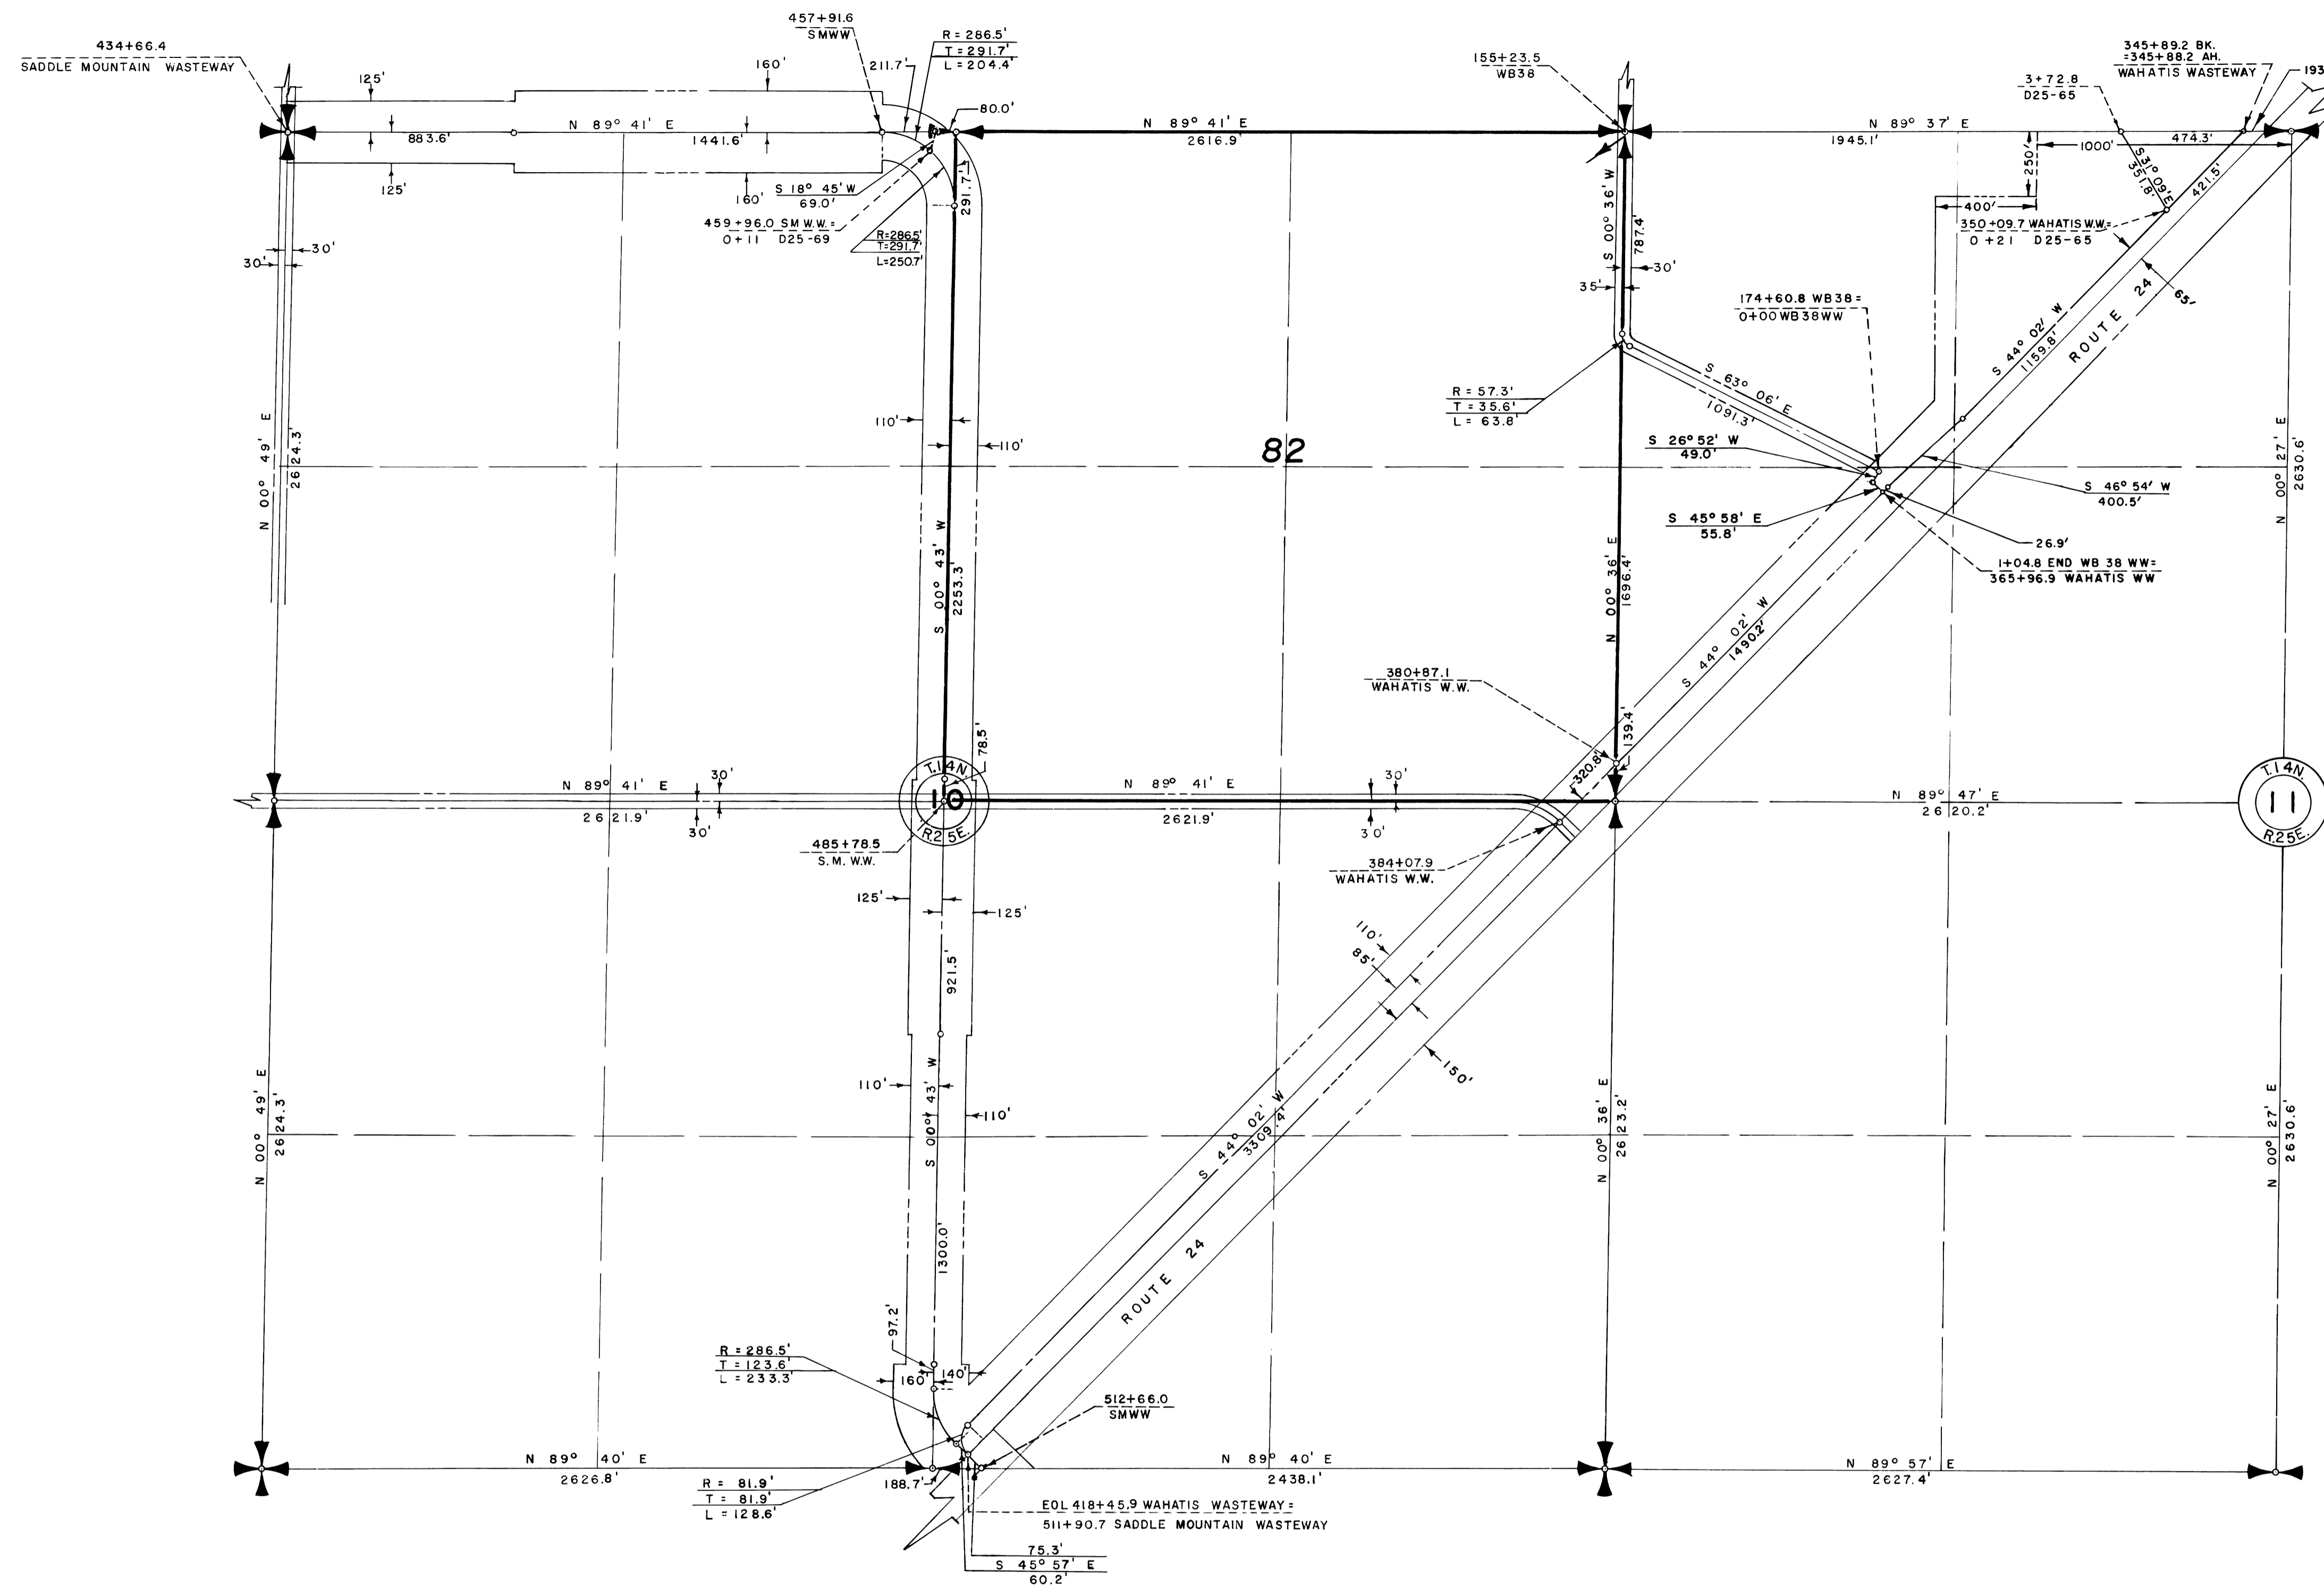 434+66.4
SADDLE MOUNTAIN WASTEWAY
457+91.6
SMWW
R = 286.5'
T = 291.7'
L = 204.4'
211.7'
160'
125'
80.0'
155+23.5
WB38
345+89.2 BK.
=345+88.2 AH.
WAHATIS WASTEWAY
193
3+72.8
D25-65
N 89° 41' E
883.6'
1441.6'
N 89° 41' E
2616.9'
N 89° 37' E
1945.1'
474.3'
1000'
250'
400'
S 31° 09' E
351.8'
421.5'
125'
160'
S 18° 45' W
69.0'
459+96.0 SM W.W. =
0+11 D25-69
R=286.5'
T=291.7'
L=250.7'
291.7'
S 00° 36' W
787.4'
30'
35'
350+09.7 WAHATIS W.W.=
0+21 D25-65
30'
30'
65'
ROUTE 24
S 44° 02' W
1159.8'
174+60.8 WB38=
0+00 WB38WW
R = 57.3'
T = 35.6'
L = 63.8'
S 63° 06' E
1091.3'
N 00° 49' E
2624.3'
110'
110'
82
S 26° 52' W
49.0'
S 46° 54' W
400.5'
N 00° 27' E
2630.6'
S 45° 58' E
55.8'
26.9'
1+04.8 END WB 38 WW=
365+96.9 WAHATIS WW
S 00° 43' W
2253.3'
N 00° 36' E
1696.4'
S 44° 02' W
1490.2'
380+87.1
WAHATIS W.W.
139.4'
320.8'
78.5'
T.14N.
10
R.25E.
N 89° 41' E
2621.9'
30'
30'
N 89° 41' E
2621.9'
30'
30'
N 89° 47' E
2620.2'
T.14N.
11
R.25E.
485+78.5
S. M. W.W.
384+07.9
WAHATIS W.W.
125'
125'
921.5'
110'
85'
150'
110'
110'
N 00° 49' E
2624.3'
S 00° 43' W
1300.0'
S 44° 02' W
3309.4'
N 00° 36' E
2623.2'
N 00° 27' E
2630.6'
ROUTE 24
97.2'
R = 286.5'
T = 123.6'
L = 233.3'
160'
140'
512+66.0
SMWW
N 89° 40' E
2626.8'
188.7'
N 89° 40' E
2438.1'
N 89° 57' E
2627.4'
R = 81.9'
T = 81.9'
L = 128.6'
EOL 418+45.9 WAHATIS WASTEWAY =
511+90.7 SADDLE MOUNTAIN WASTEWAY
75.3'
S 45° 57' E
60.2'